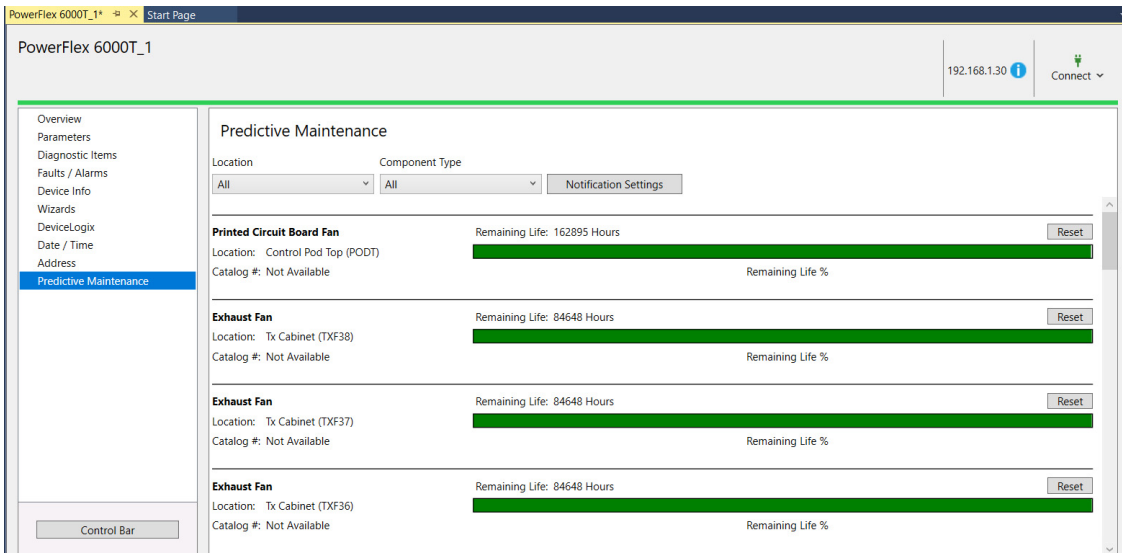 PowerFlex 6000T_1* Start Page
PowerFlex 6000T_1
192.168.1.30
Connect
Overview
Parameters
Diagnostic Items
Faults / Alarms
Device Info
Wizards
DeviceLogix
Date / Time
Address
Predictive Maintenance
Control Bar
Predictive Maintenance
Location Component Type
All All Notification Settings
Printed Circuit Board Fan Remaining Life: 162895 Hours Reset
Location: Control Pod Top (PODT)
Catalog #: Not Available Remaining Life %
Exhaust Fan Remaining Life: 84648 Hours Reset
Location: Tx Cabinet (TXF38)
Catalog #: Not Available Remaining Life %
Exhaust Fan Remaining Life: 84648 Hours Reset
Location: Tx Cabinet (TXF37)
Catalog #: Not Available Remaining Life %
Exhaust Fan Remaining Life: 84648 Hours Reset
Location: Tx Cabinet (TXF36)
Catalog #: Not Available Remaining Life %